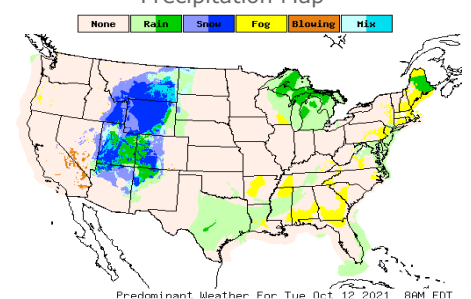 Precipitation Map
None Rain Snow Fog Blowing Mix
Predominant Weather For Tue Oct 12 2021 8AM EDT